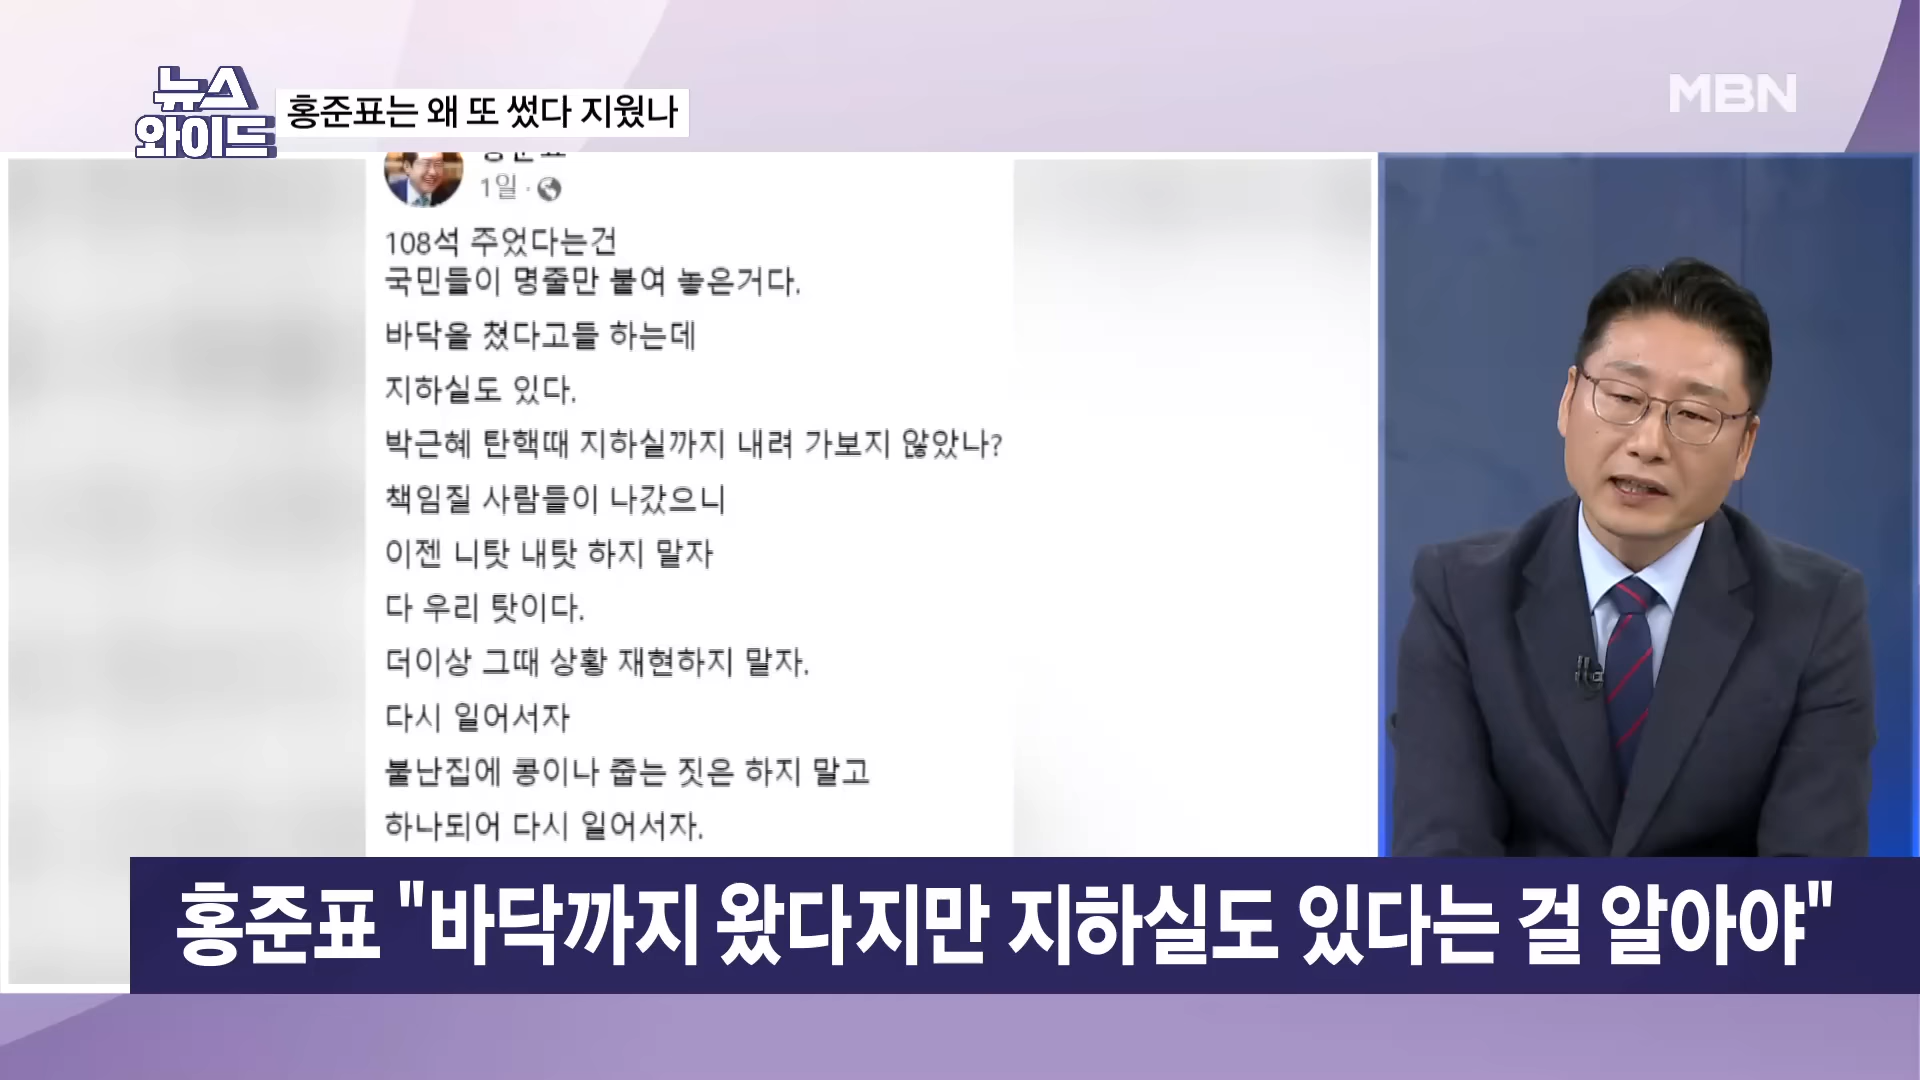 뉴스
와이드
홍준표는 왜 또 썼다 지웠나
MBN
홍준표
1일 ·
108석 주었다는건
국민들이 명줄만 붙여 놓은거다.
바닥을 쳤다고들 하는데
지하실도 있다.
박근혜 탄핵때 지하실까지 내려 가보지 않았나?
책임질 사람들이 나갔으니
이젠 니탓 내탓 하지 말자
다 우리 탓이다.
더이상 그때 상황 재현하지 말자.
다시 일어서자
불난집에 콩이나 줍는 짓은 하지 말고
하나되어 다시 일어서자.
홍준표 "바닥까지 왔다지만 지하실도 있다는 걸 알아야"